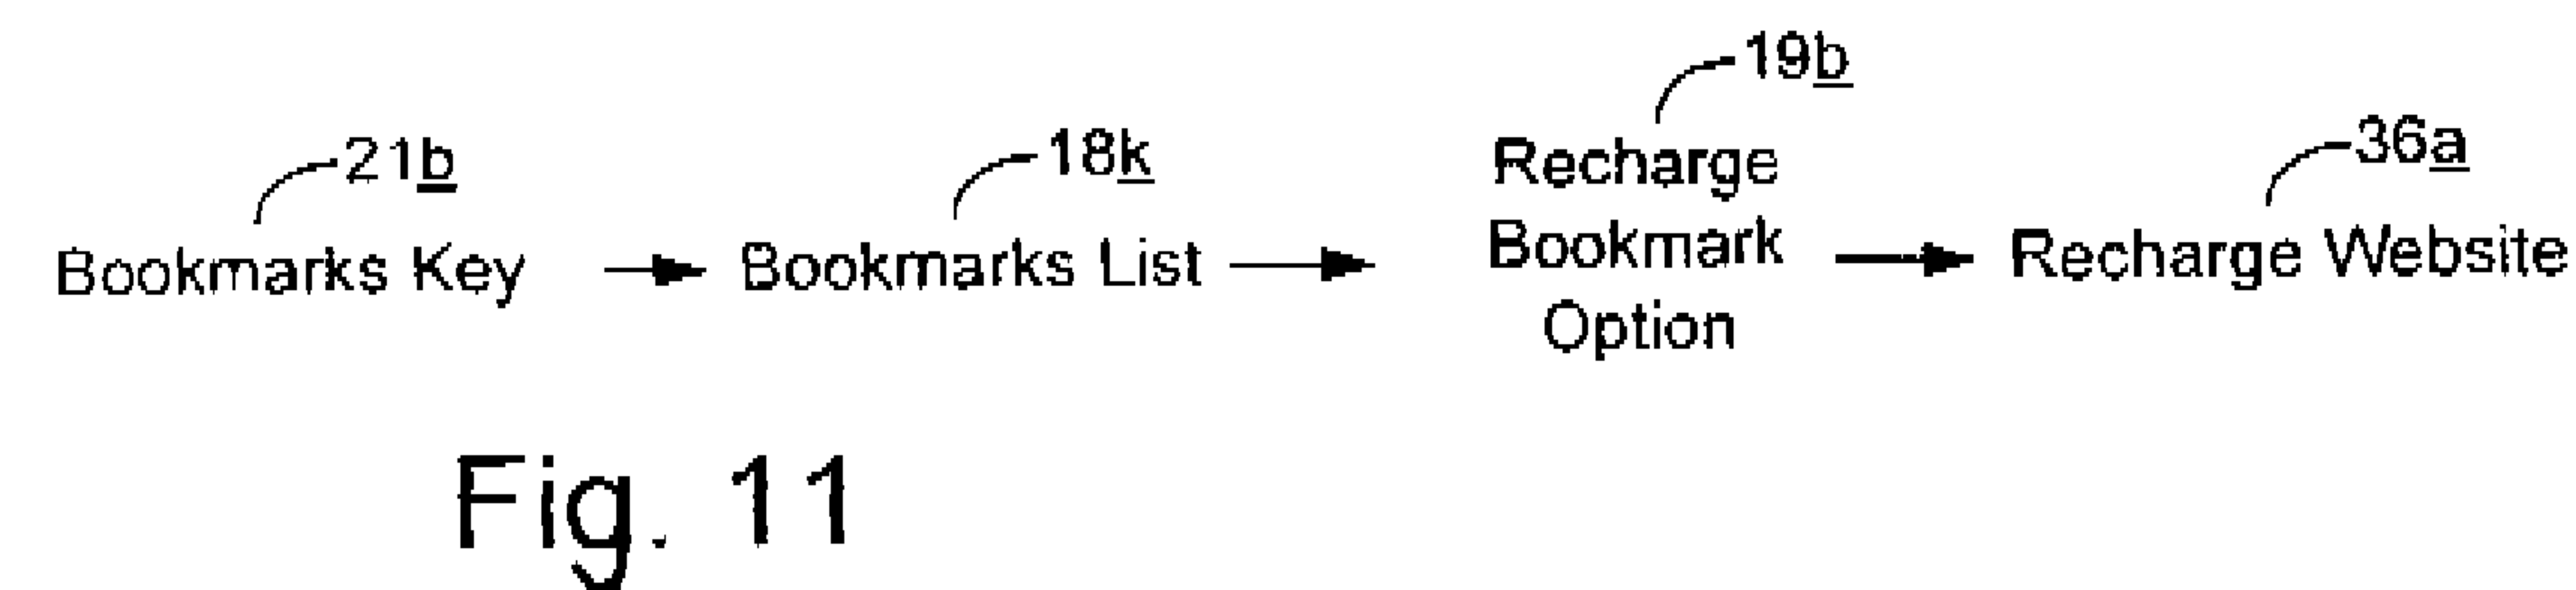 21b
Bookmarks Key
18k
Bookmarks List
19b
Recharge
Bookmark
Option
36a
Recharge Website
Fig. 11